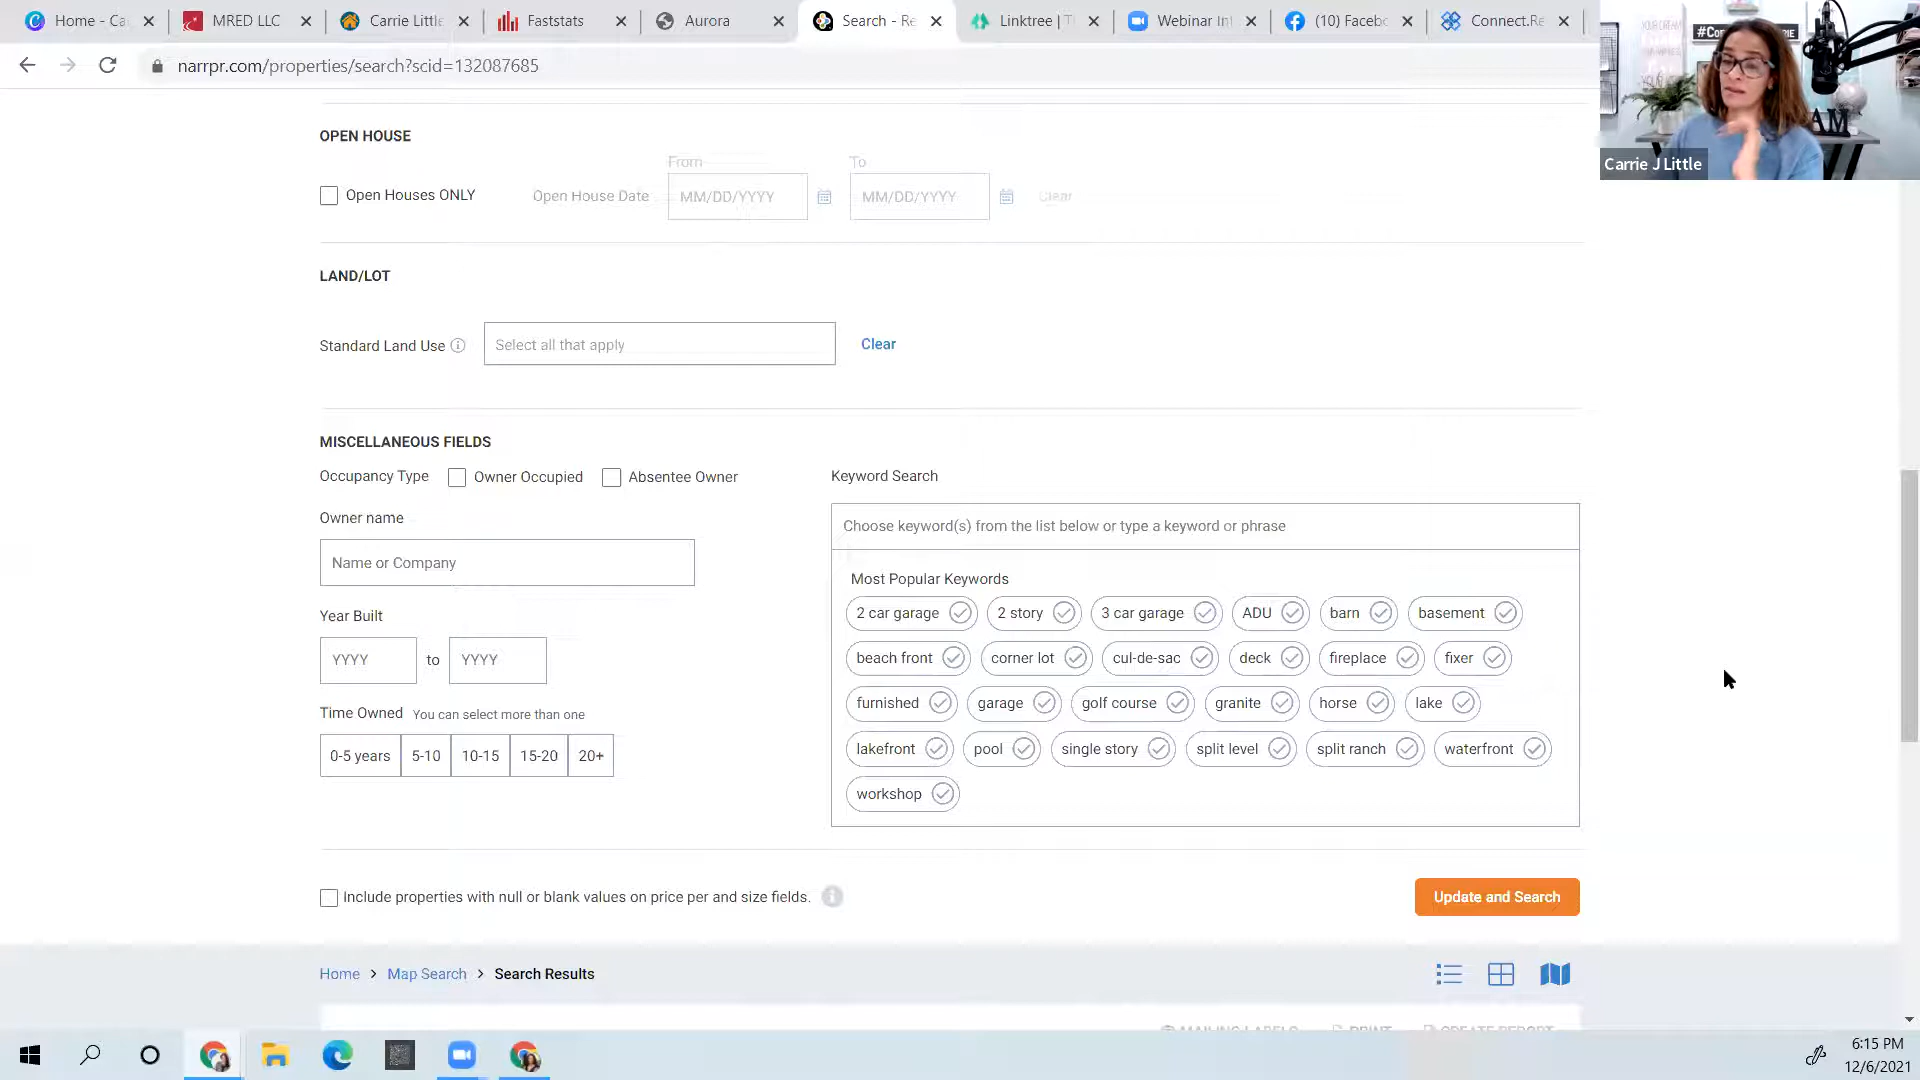 Home - Ca
MRED LLC
Carrie Little
Faststats
Aurora
Search - Re
Linktree | T
Webinar In
(10) Facebo
Connect.Re
narrpr.com/properties/search?scid=132087685
#Co
AM
Carrie J Little
OPEN HOUSE
From
To
Open Houses ONLY
Open House Date
MM/DD/YYYY
MM/DD/YYYY
Clear
LAND/LOT
Standard Land Use
Select all that apply
Clear
MISCELLANEOUS FIELDS
Occupancy Type
Owner Occupied
Absentee Owner
Keyword Search
Owner name
Choose keyword(s) from the list below or type a keyword or phrase
Name or Company
Most Popular Keywords
2 car garage
2 story
3 car garage
ADU
barn
basement
Year Built
YYYY
to
YYYY
beach front
corner lot
cul-de-sac
deck
fireplace
fixer
furnished
garage
golf course
granite
horse
lake
Time Owned
You can select more than one
0-5 years
5-10
10-15
15-20
20+
lakefront
pool
single story
split level
split ranch
waterfront
workshop
Include properties with null or blank values on price per and size fields.
Update and Search
Home > Map Search > Search Results
MAILING LABELS
PRINT
CREATE REPORT
6:15 PM
12/6/2021